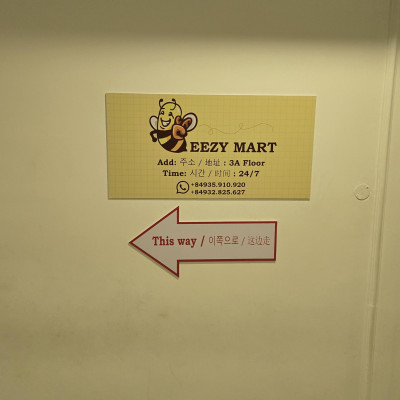 BEEZY MART
Add: 주소 / 地址 : 3A Floor
Time: 시간 / 时间 : 24/7
+84935.910.920
+84932.825.627
This way / 이쪽으로 / 这边走